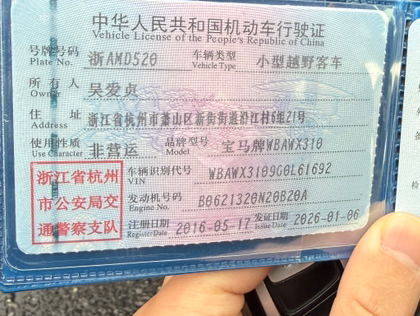 中华人民共和国机动车行驶证
Vehicle License of the People's Republic of China
号牌号码 Plate No. 浙AMD520 车辆类型 Vehicle Type 小型越野客车
所有人 Owner 吴爱贞
住址 Address 浙江省杭州市萧山区新街街道沿江村6组21号
使用性质 Use Character 非营运 品牌型号 Model 宝马牌WBAWX310
浙江省杭州
市公安局交
通警察支队
车辆识别代号 VIN WBAWX3109G0L61692
发动机号码 Engine No. B0621320N20B20A
注册日期 Register Date 2016-05-17 发证日期 Issue Date 2026-01-06